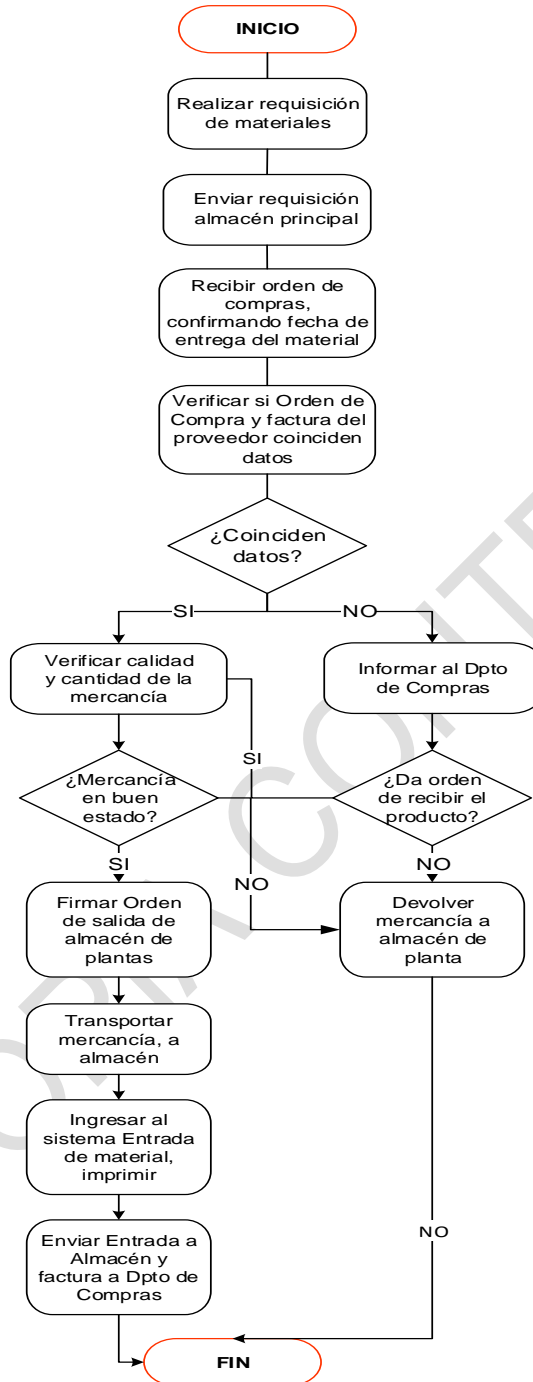 INICIO
Realizar requisición
de materiales
Enviar requisición
almacén principal
Recibir orden de
compras,
confirmando fecha de
entrega del material
Verificar si Orden de
Compra y factura del
proveedor coinciden
datos
¿Coinciden
datos?
SI
NO
Verificar calidad
y cantidad de la
mercancía
Informar al Dpto
de Compras
SI
¿Mercancía
en buen
estado?
¿Da orden
de recibir el
producto?
SI
NO
NO
Firmar Orden
de salida de
almacén de
plantas
Devolver
mercancía a
almacén de
planta
Transportar
mercancía, a
almacén
Ingresar al
sistema Entrada
de material,
imprimir
NO
Enviar Entrada a
Almacén y
factura a Dpto de
Compras
FIN